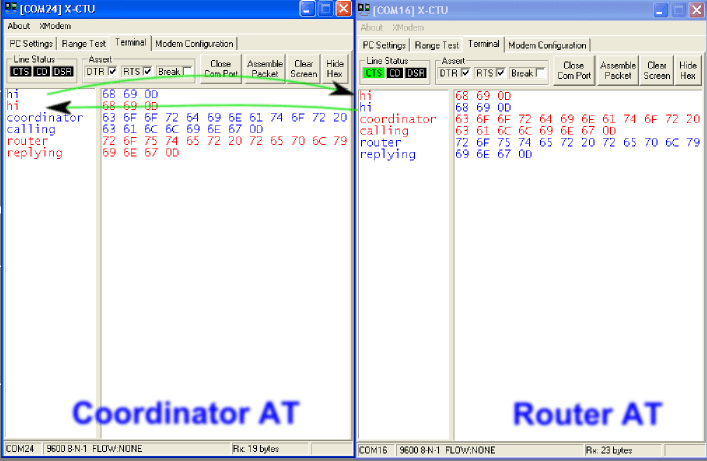 [COM24] X-CTU
About XModem
PC Settings Range Test Terminal Modem Configuration
Line Status
CTS CD DSR
Assert
DTR RTS Break
Close Com Port
Assemble Packet
Clear Screen
Hide Hex
hi 68 69 0D
hi 68 69 0D
coordinator 63 6F 6F 72 64 69 6E 61 74 6F 72 20
calling 63 61 6C 6C 69 6E 67 0D
router 72 6F 75 74 65 72 20 72 65 70 6C 79
replying 69 6E 67 0D
Coordinator AT
COM24 9600 8-N-1 FLOW:NONE Rx: 19 bytes
[COM16] X-CTU
About XModem
PC Settings Range Test Terminal Modem Configuration
Line Status
CTS CD DSR
Assert
DTR RTS Break
Close Com Port
Assemble Packet
Clear Screen
Hide Hex
hi 68 69 0D
hi 68 69 0D
coordinator 63 6F 6F 72 64 69 6E 61 74 6F 72 20
calling 63 61 6C 6C 69 6E 67 0D
router 72 6F 75 74 65 72 20 72 65 70 6C 79
replying 69 6E 67 0D
Router AT
COM16 9600 8-N-1 FLOW:NONE Rx: 23 bytes